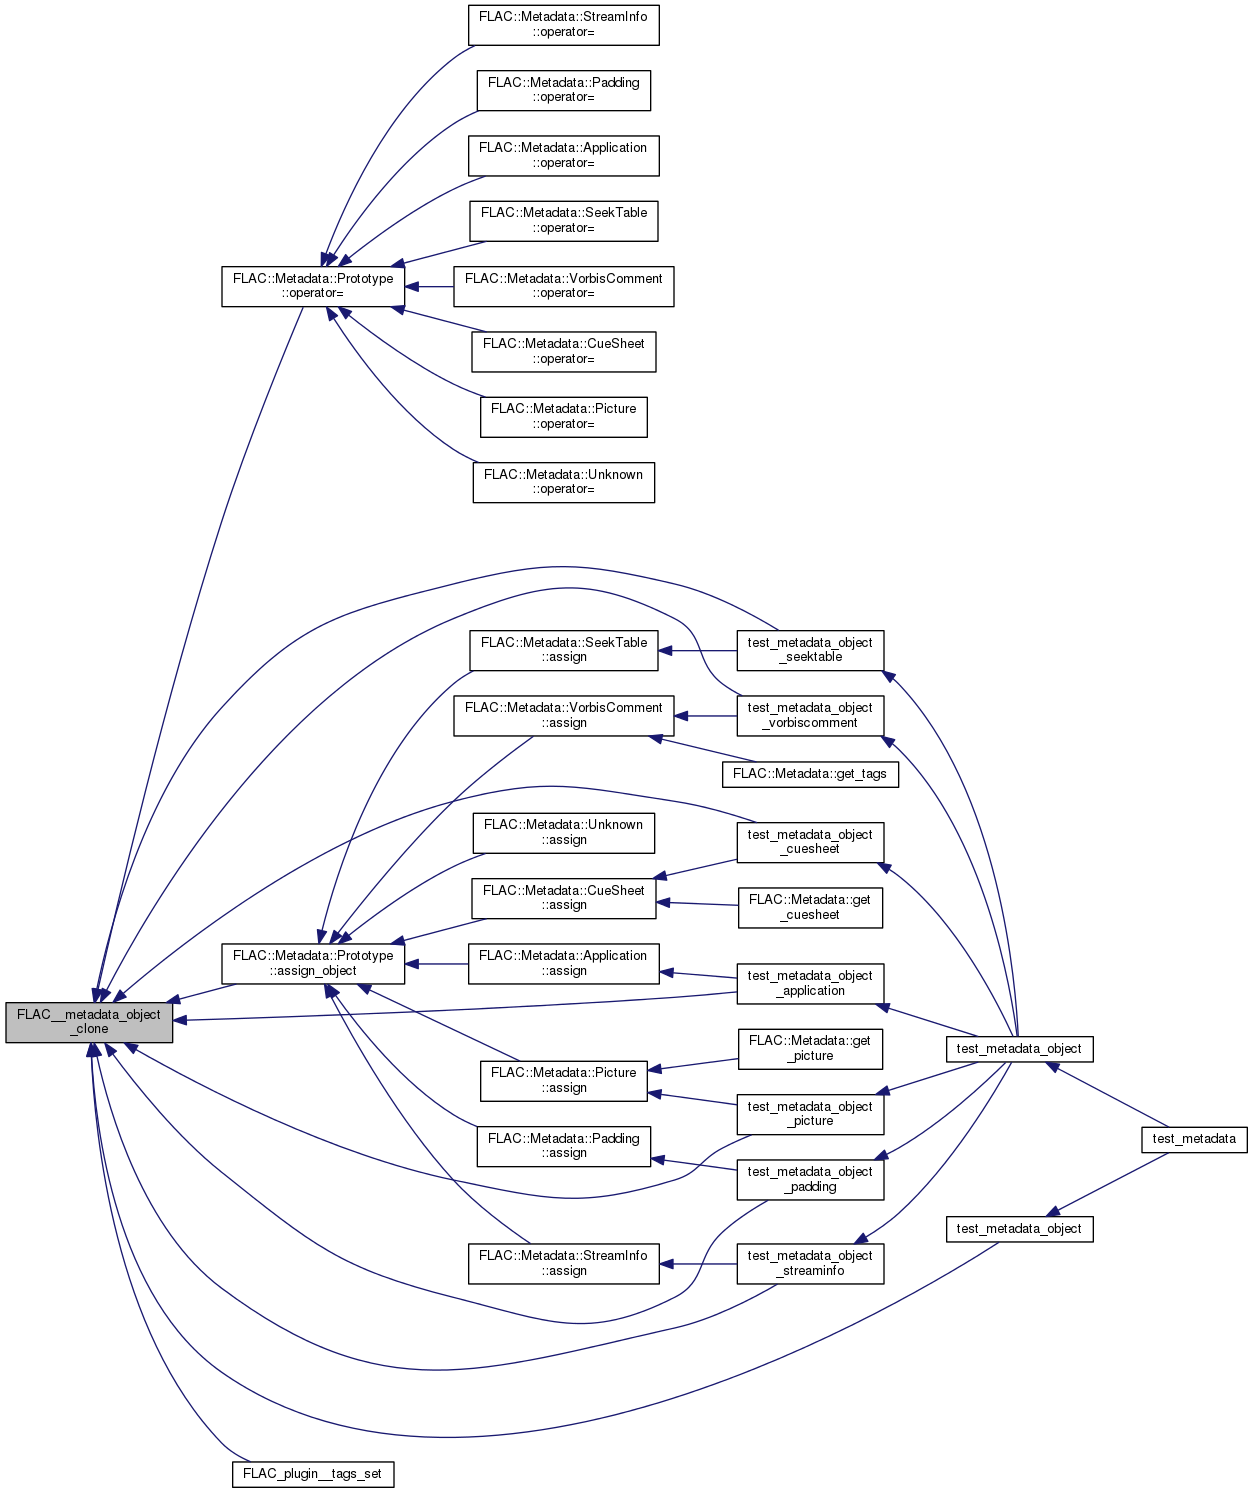 FLAC::Metadata::StreamInfo
::operator=
FLAC::Metadata::Padding
::operator=
FLAC::Metadata::Application
::operator=
FLAC::Metadata::SeekTable
::operator=
FLAC::Metadata::Prototype
::operator=
FLAC::Metadata::VorbisComment
::operator=
FLAC::Metadata::CueSheet
::operator=
FLAC::Metadata::Picture
::operator=
FLAC::Metadata::Unknown
::operator=
FLAC::Metadata::SeekTable
::assign
test_metadata_object
_seektable
FLAC::Metadata::VorbisComment
::assign
test_metadata_object
_vorbiscomment
FLAC::Metadata::get_tags
FLAC::Metadata::Unknown
::assign
test_metadata_object
_cuesheet
FLAC::Metadata::CueSheet
::assign
FLAC::Metadata::get
_cuesheet
FLAC::Metadata::Prototype
::assign_object
FLAC::Metadata::Application
::assign
test_metadata_object
_application
FLAC__metadata_object
_clone
FLAC::Metadata::get
_picture
test_metadata_object
FLAC::Metadata::Picture
::assign
test_metadata_object
_picture
FLAC::Metadata::Padding
::assign
test_metadata
test_metadata_object
_padding
test_metadata_object
FLAC::Metadata::StreamInfo
::assign
test_metadata_object
_streaminfo
FLAC_plugin__tags_set